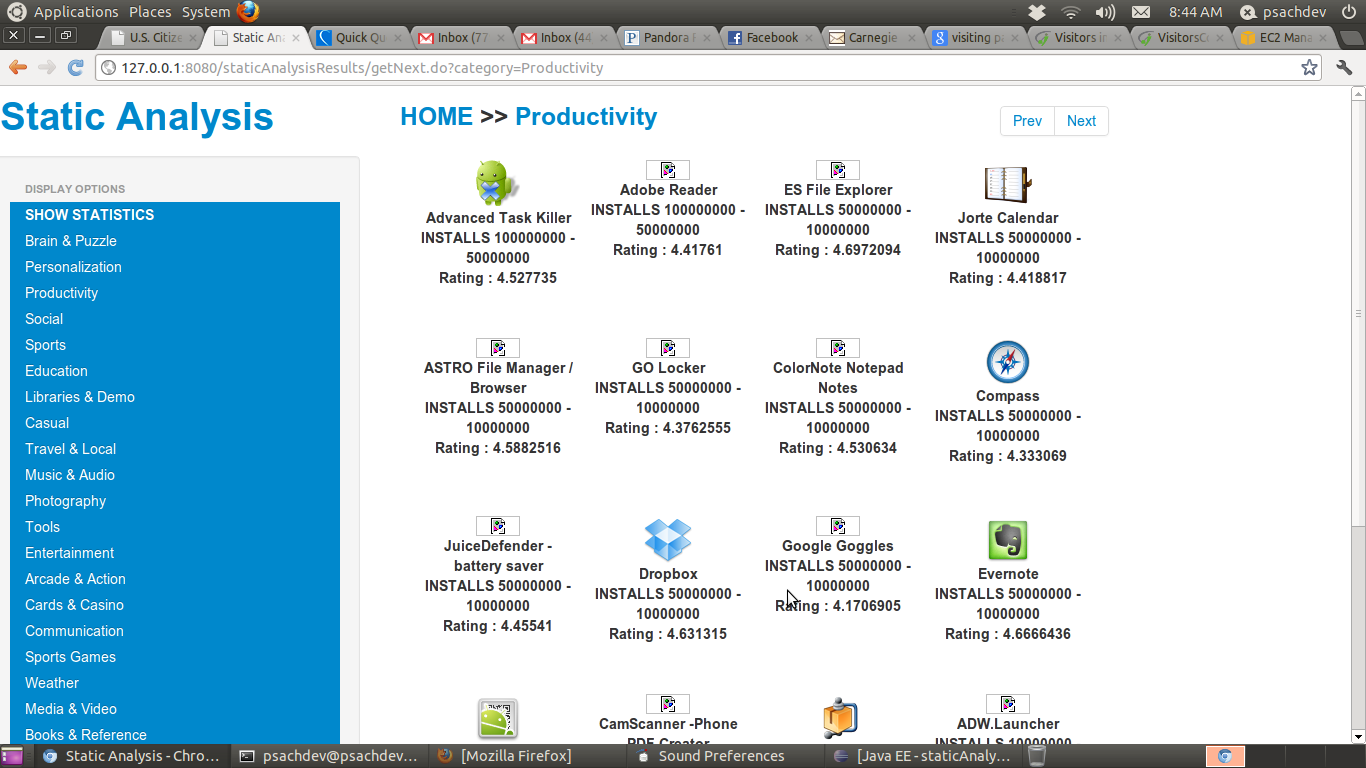 Applications Places System
8:44 AM psachdev
U.S. Citize
Static Ana
Quick Qu
Inbox (77
Inbox (44
Pandora
Facebook
Carnegie
visiting pa
Visitors in
VisitorsCo
EC2 Mana
127.0.0.1:8080/staticAnalysisResults/getNext.do?category=Productivity
Static Analysis
HOME >> Productivity
Prev Next
DISPLAY OPTIONS
SHOW STATISTICS
Brain & Puzzle
Personalization
Productivity
Social
Sports
Education
Libraries & Demo
Casual
Travel & Local
Music & Audio
Photography
Tools
Entertainment
Arcade & Action
Cards & Casino
Communication
Sports Games
Weather
Media & Video
Books & Reference
Advanced Task Killer
INSTALLS 100000000 -
50000000
Rating : 4.527735
Adobe Reader
INSTALLS 100000000 -
50000000
Rating : 4.41761
ES File Explorer
INSTALLS 50000000 -
10000000
Rating : 4.6972094
Jorte Calendar
INSTALLS 50000000 -
10000000
Rating : 4.418817
ASTRO File Manager /
Browser
INSTALLS 50000000 -
10000000
Rating : 4.5882516
GO Locker
INSTALLS 50000000 -
10000000
Rating : 4.3762555
ColorNote Notepad
Notes
INSTALLS 50000000 -
10000000
Rating : 4.530634
Compass
INSTALLS 50000000 -
10000000
Rating : 4.333069
JuiceDefender -
battery saver
INSTALLS 50000000 -
10000000
Rating : 4.45541
Dropbox
INSTALLS 50000000 -
10000000
Rating : 4.631315
Google Goggles
INSTALLS 50000000 -
10000000
Rating : 4.1706905
Evernote
INSTALLS 50000000 -
10000000
Rating : 4.6666436
CamScanner -Phone
PDF Creator
ADW.Launcher
INSTALLS 10000000
Static Analysis - Chro...
psachdev@psachdev...
[Mozilla Firefox]
Sound Preferences
[Java EE - staticAnaly...